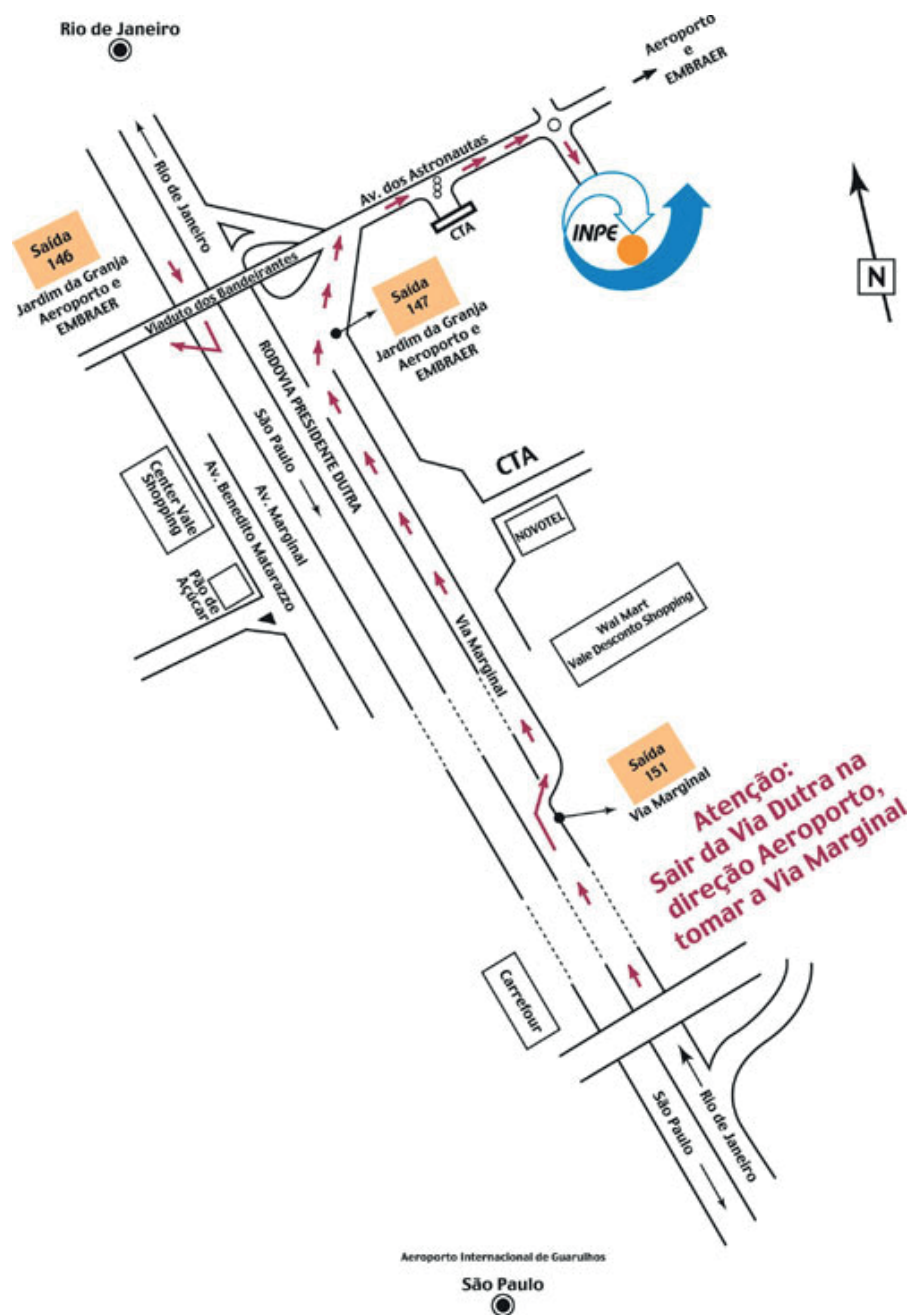 Rio de Janeiro
Aeroporto
e
EMBRAER
Rio de Janeiro
Av. dos Astronautas
CTA
INPE
N
Saída
146
Jardim da Granja
Aeroporto e
EMBRAER
Viaduto dos Bandeirantes
Saída
147
Jardim da Granja
Aeroporto e
EMBRAER
RODOVIA PRESIDENTE DUTRA
São Paulo
Av. Marginal
Av. Benedito Matarazzo
Center Vale
Shopping
Pão de
Açúcar
CTA
NOVOTEL
Wal Mart
Vale Desconto Shopping
Via Marginal
Saída
151
Via Marginal
Atenção:
Sair da Via Dutra na
direção Aeroporto,
tomar a Via Marginal
Carrefour
São Paulo
Rio de Janeiro
Aeroporto Internacional de Guarulhos
São Paulo